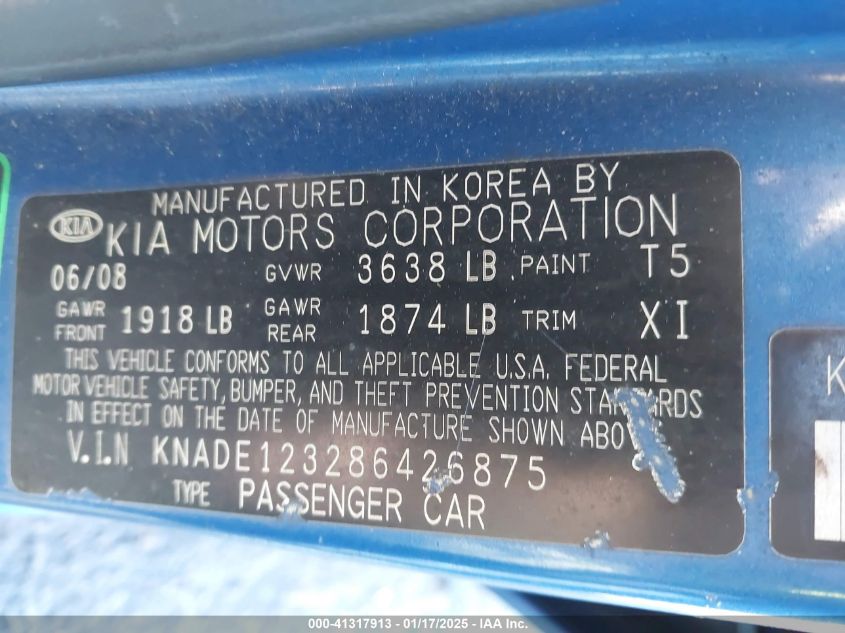 MANUFACTURED IN KOREA BY
KIA KIA MOTORS CORPORATION
06/08 GVWR 3638 LB PAINT T5
GAWR FRONT 1918 LB GAWR REAR 1874 LB TRIM XI
THIS VEHICLE CONFORMS TO ALL APPLICABLE U.S.A. FEDERAL
MOTOR VEHICLE SAFETY, BUMPER, AND THEFT PREVENTION STANDARDS
IN EFFECT ON THE DATE OF MANUFACTURE SHOWN ABOVE
V.I.N KNADE123286426875
TYPE PASSENGER CAR
K
000-41317913 - 01/17/2025 - IAA Inc.